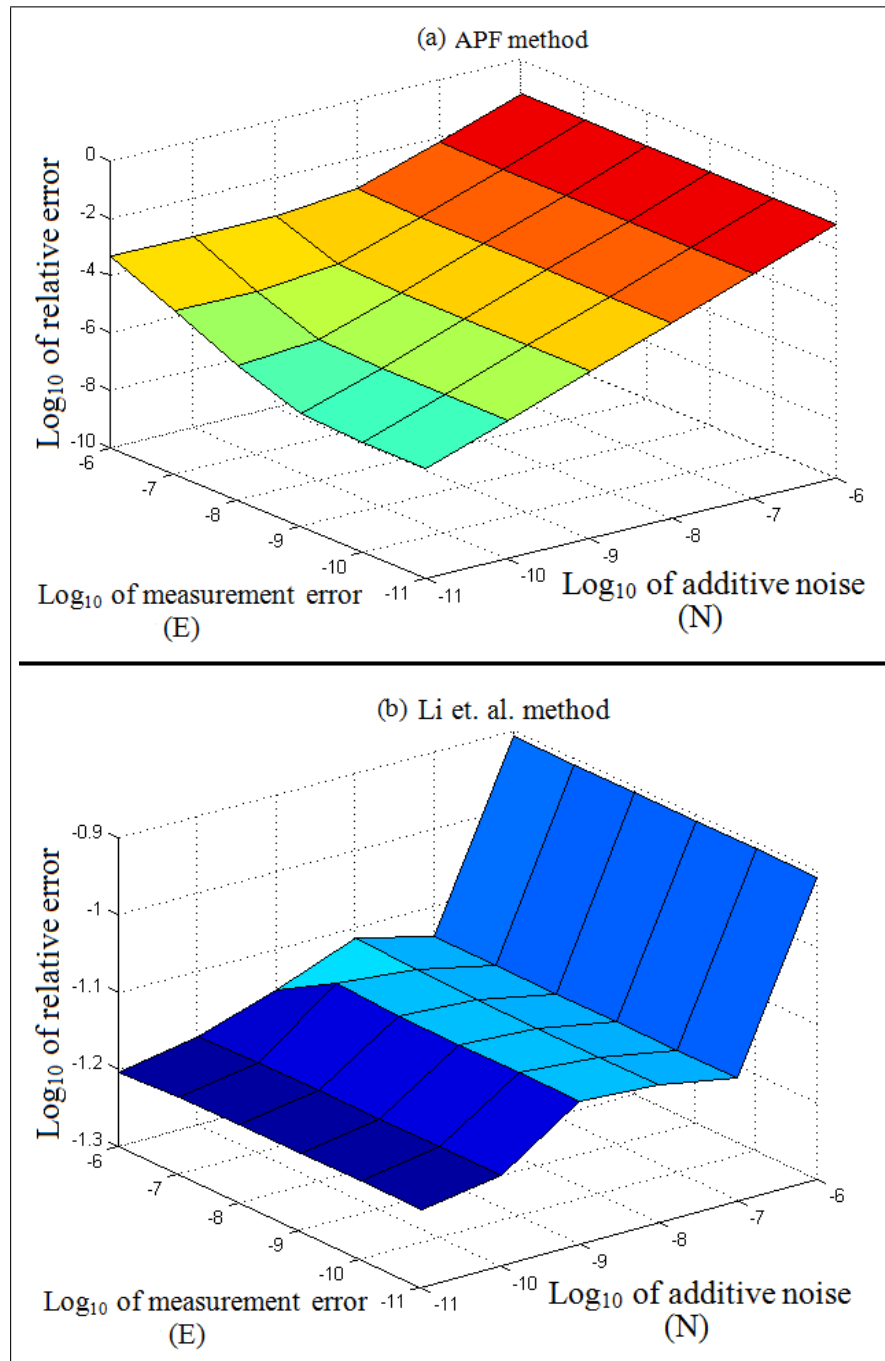 (a) APF method
Log10 of relative error
0
-2
-4
-6
-8
-10
-6
-7
-8
-9
-10
-11
-11
-10
-9
-8
-7
-6
Log10 of measurement error
(E)
Log10 of additive noise
(N)
(b) Li et. al. method
Log10 of relative error
-0.9
-1
-1.1
-1.2
-1.3
-6
-7
-8
-9
-10
-11
-11
-10
-9
-8
-7
-6
Log10 of measurement error
(E)
Log10 of additive noise
(N)